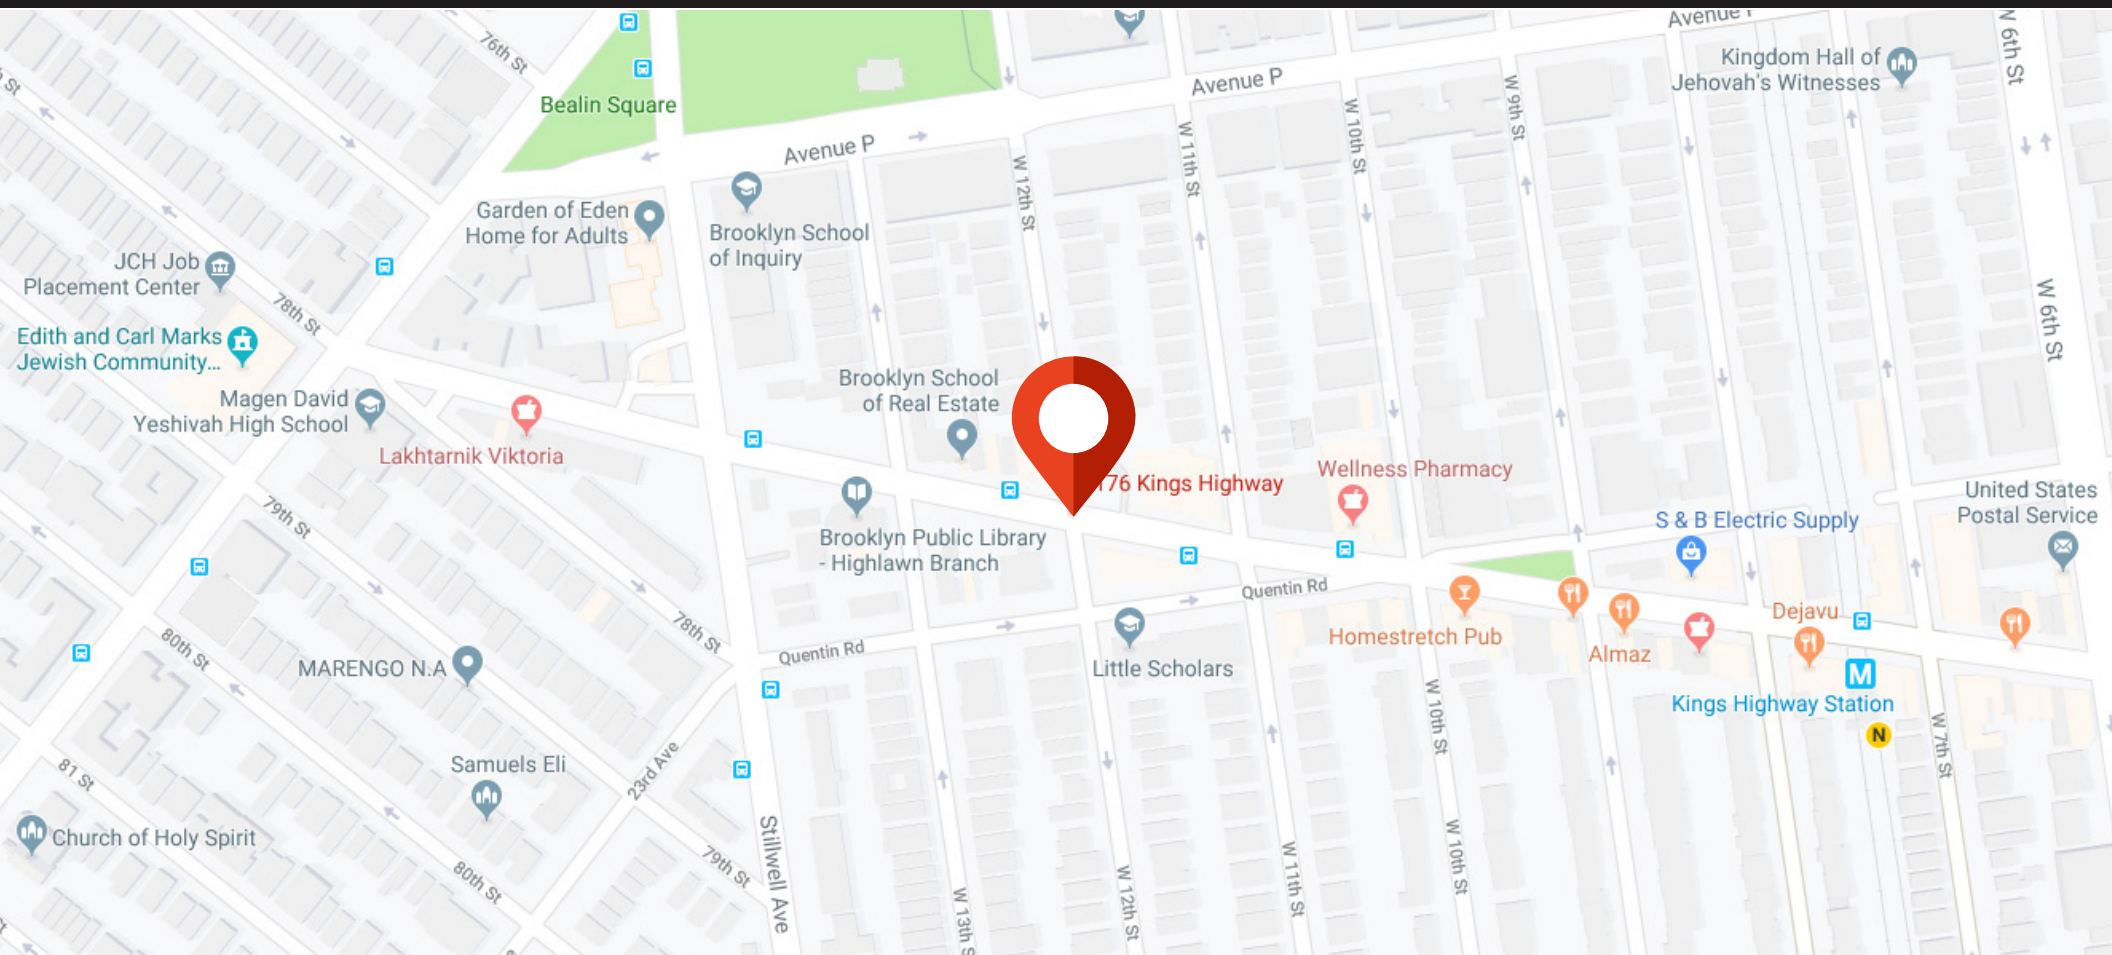 Avenue P
W 6th St
76th St
Kingdom Hall of
Jehovah's Witnesses
Avenue P
Bealin Square
W 9th St
W 10th St
Avenue P
W 11th St
W 12th St
Garden of Eden
Home for Adults
Brooklyn School
of Inquiry
JCH Job
Placement Center
78th St
W 6th St
Edith and Carl Marks
Jewish Community...
Brooklyn School
of Real Estate
Magen David
Yeshivah High School
Lakhtarnik Viktoria
Wellness Pharmacy
176 Kings Highway
United States
Postal Service
79th St
S & B Electric Supply
Brooklyn Public Library
- Highlawn Branch
Quentin Rd
Dejavu
Homestretch Pub
78th St
80th St
Quentin Rd
Almaz
MARENGO N.A
Little Scholars
M
Kings Highway Station
N
W 10th St
W 7th St
23rd Ave
81 St
Samuels Eli
Church of Holy Spirit
Stillwell Ave
79th St
80th St
W 13th S
W 12th St
W 11th St
W 10th St